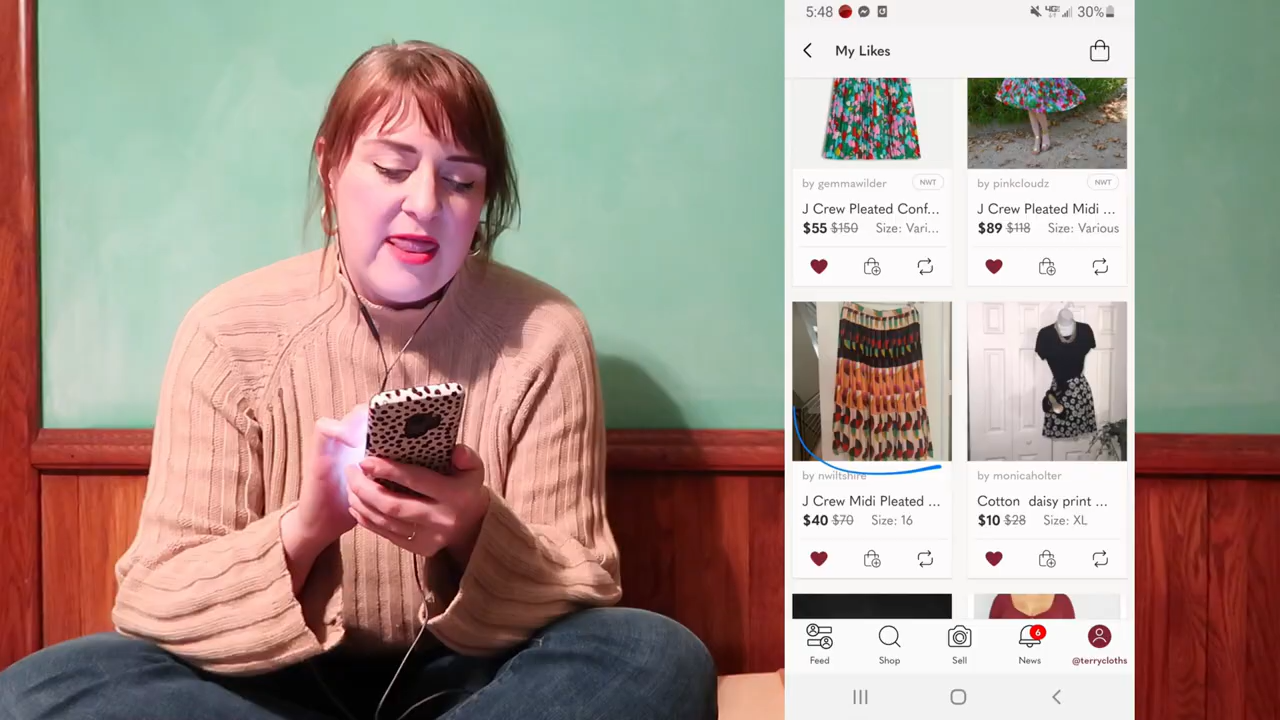 5:48 30%
My Likes
by gemmawilder NWT
by pinkcloudz NWT
J Crew Pleated Conf...
J Crew Pleated Midi ...
$55 $150 Size: Vari...
$89 $118 Size: Various
by nwiltshire
by monicaholter
J Crew Midi Pleated ...
Cotton daisy print ...
$40 $70 Size: 16
$10 $28 Size: XL
6
Feed Shop Sell News @terrycloths